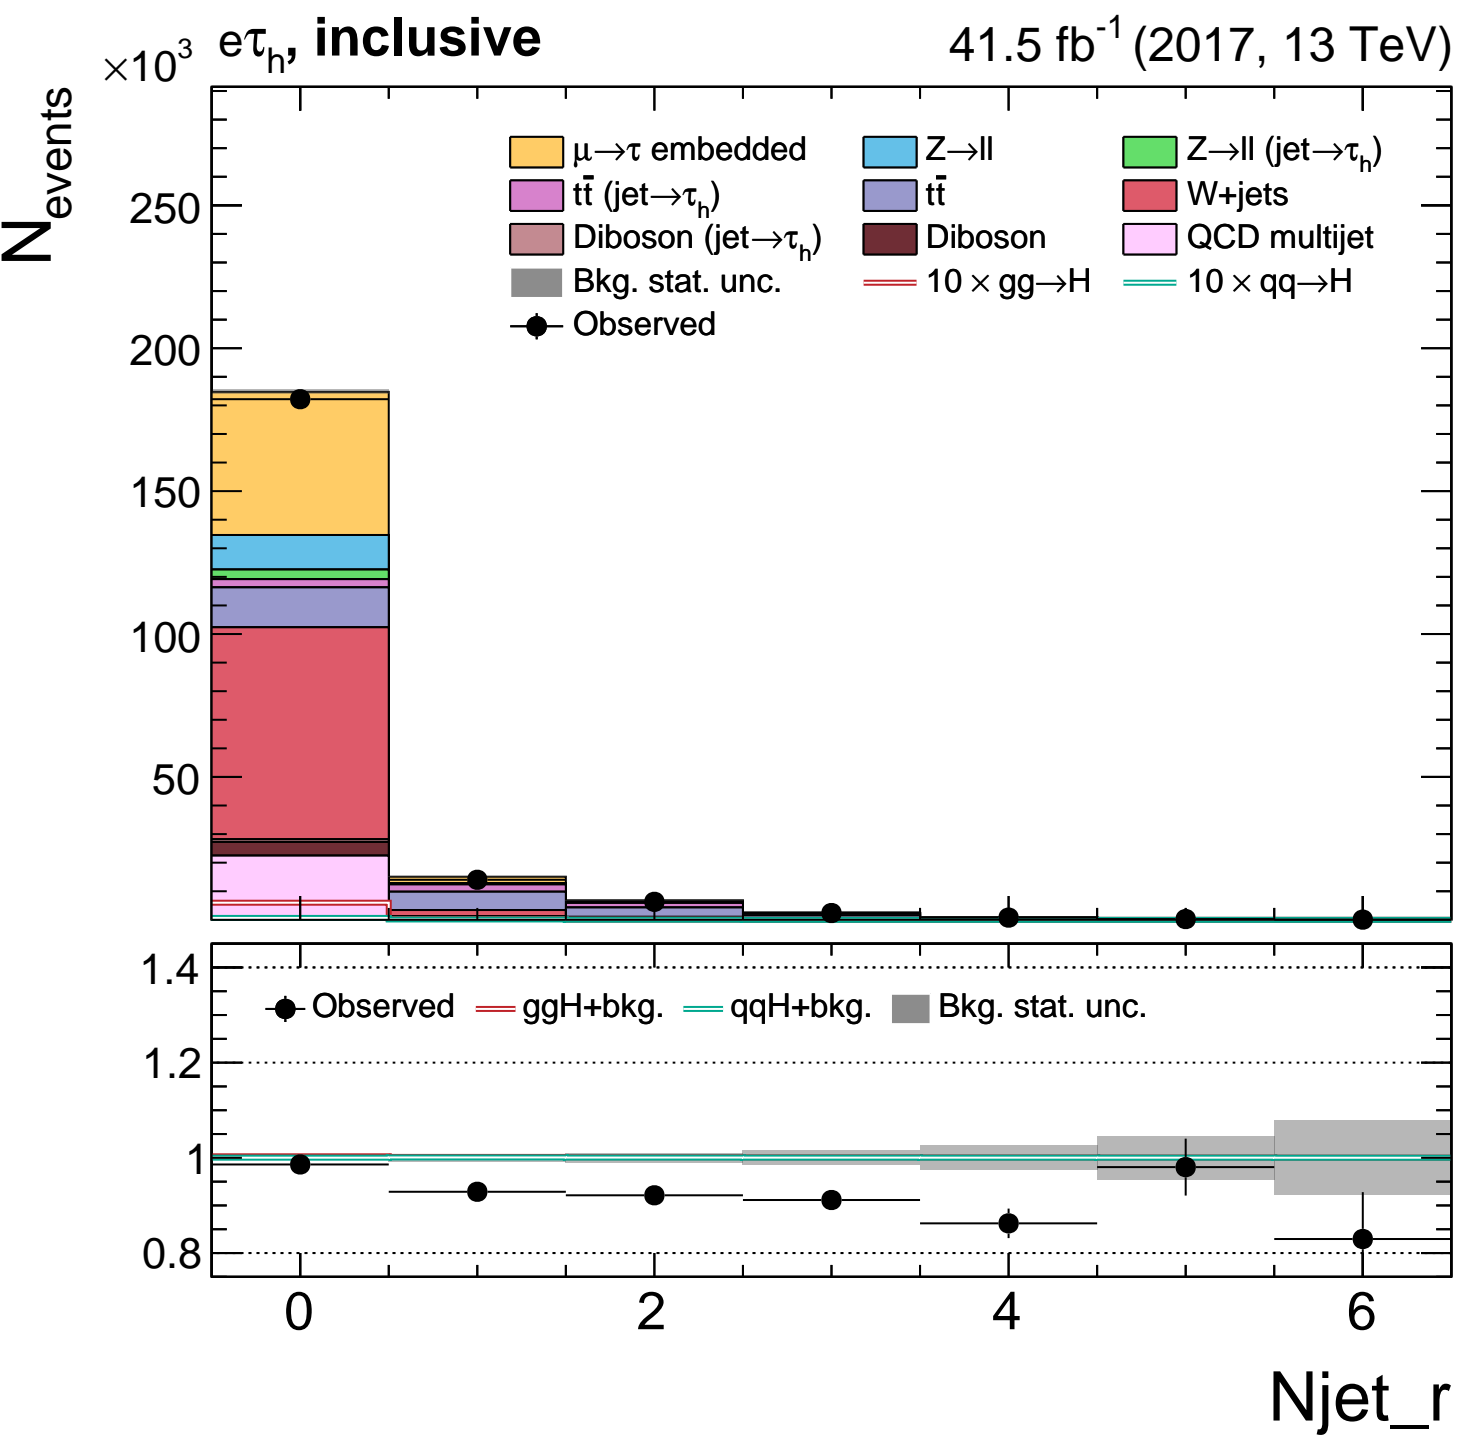 ×10³ eτₕ, inclusive 41.5 fb⁻¹ (2017, 13 TeV)
N_events
μ→τ embedded Z→ll Z→ll (jet→τₕ)
tt̄ (jet→τₕ) tt̄ W+jets
Diboson (jet→τₕ) Diboson QCD multijet
Bkg. stat. unc. 10 × gg→H 10 × qq→H
Observed
250
200
150
100
50
1.4
Observed ggH+bkg. qqH+bkg. Bkg. stat. unc.
1.2
1
0.8
0 2 4 6
Njet_r